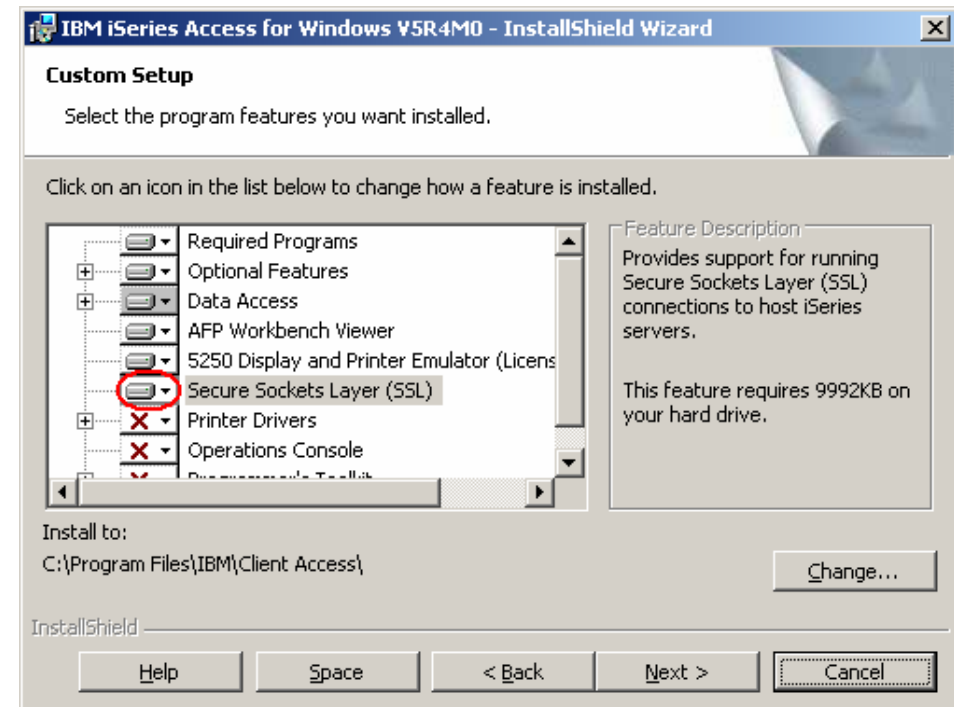 IBM iSeries Access for Windows V5R4M0 - InstallShield Wizard
Custom Setup
Select the program features you want installed.
Click on an icon in the list below to change how a feature is installed.
Required Programs
Optional Features
Data Access
AFP Workbench Viewer
5250 Display and Printer Emulator (Licens
Secure Sockets Layer (SSL)
Printer Drivers
Operations Console
Programmer's Toolkit
Feature Description
Provides support for running
Secure Sockets Layer (SSL)
connections to host iSeries
servers.
This feature requires 9992KB on
your hard drive.
Install to:
C:\Program Files\IBM\Client Access\
Change...
InstallShield
Help
Space
< Back
Next >
Cancel